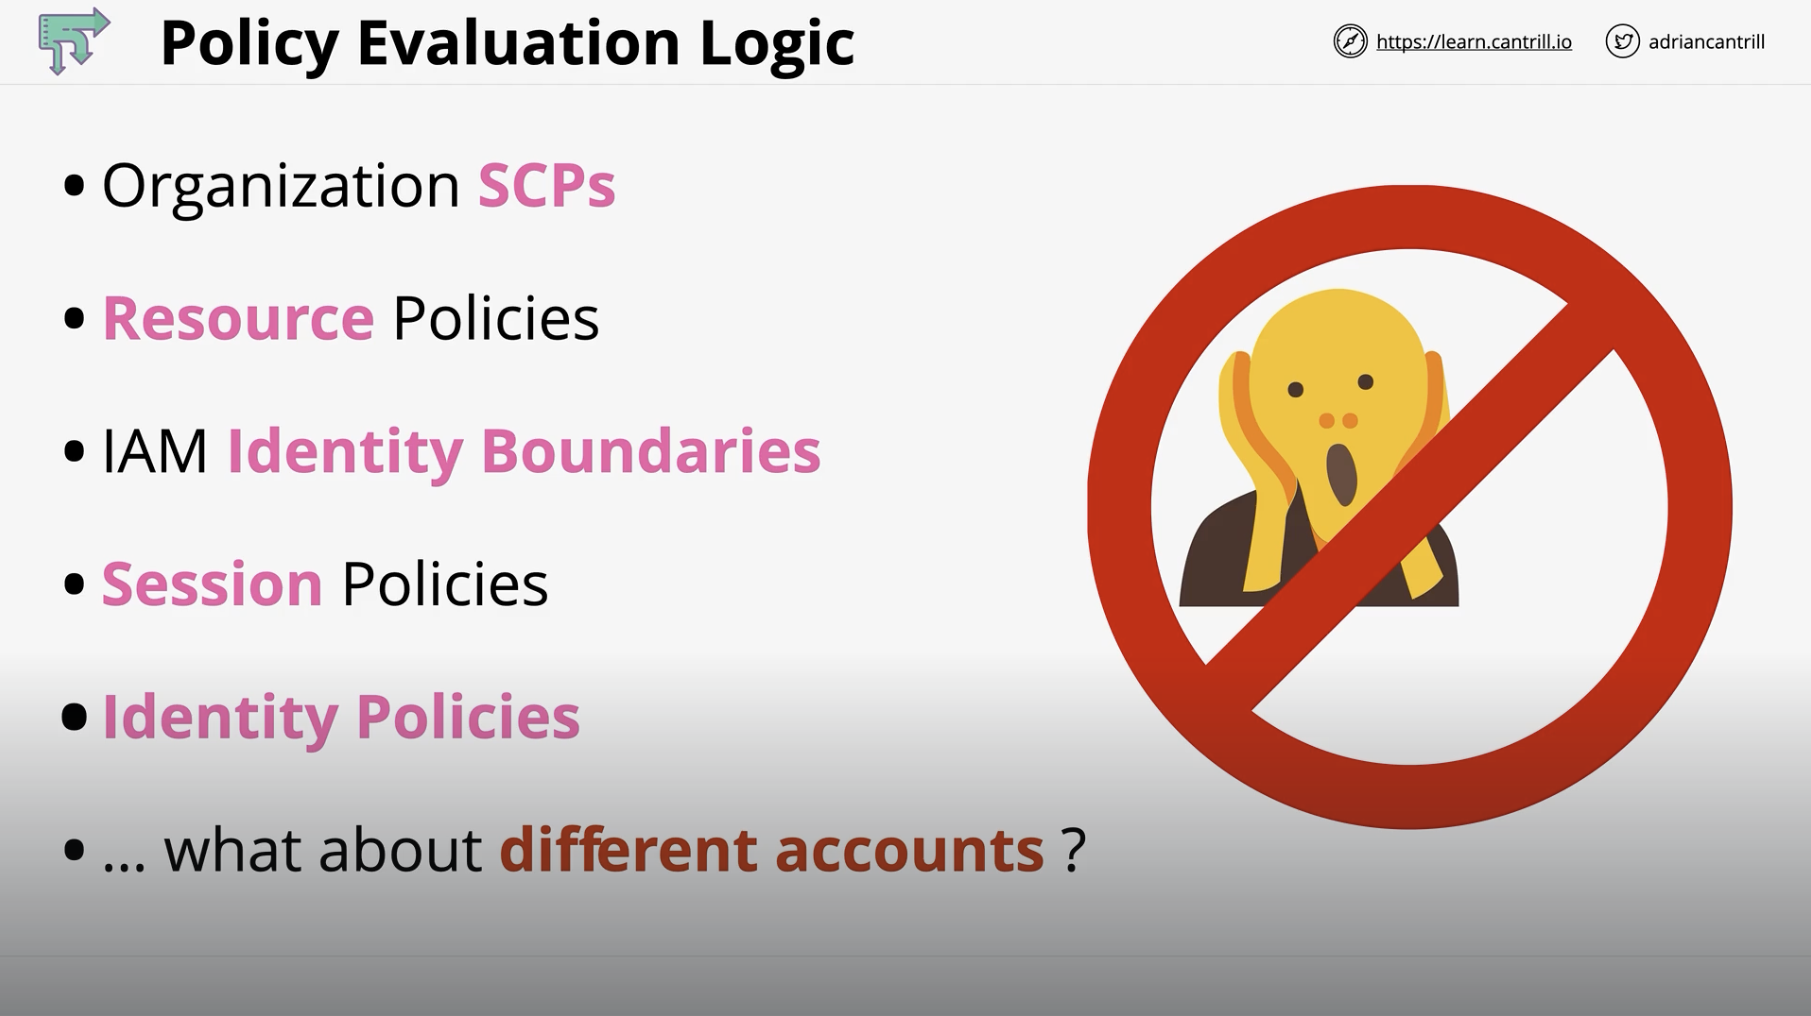 Policy Evaluation Logic
https://learn.cantrill.io
adriancantrill
• Organization SCPs
• Resource Policies
• IAM Identity Boundaries
• Session Policies
• Identity Policies
• ... what about different accounts ?